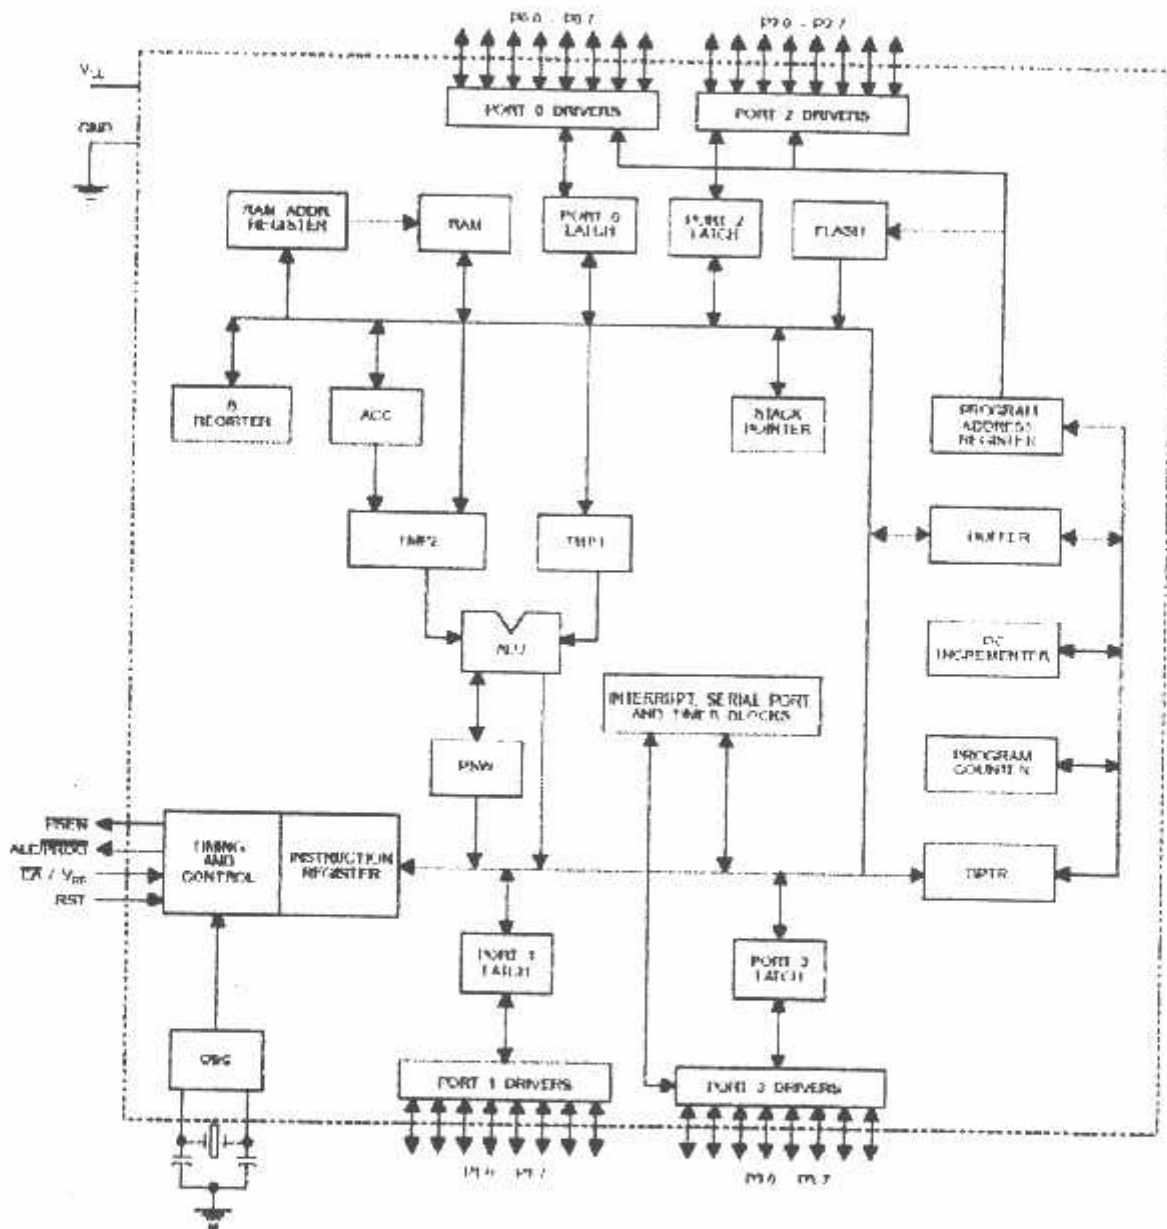 P0.0 - P0.7
P2.0 - P2.7
VCC
GND
PORT 0 DRIVERS
PORT 2 DRIVERS
RAM ADDR.
REGISTER
RAM
PORT 0
LATCH
PORT 2
LATCH
FLASH
B
REGISTER
ACC
STACK
POINTER
PROGRAM
ADDRESS
REGISTER
TMP2
TMP1
BUFFER
ALU
PC
INCREMENTER
INTERRUPT, SERIAL PORT,
AND TIMER BLOCKS
PSW
PROGRAM
COUNTER
PSEN
ALE/PROG
EA / VPP
RST
TIMING
AND
CONTROL
INSTRUCTION
REGISTER
DPTR
PORT 1
LATCH
PORT 3
LATCH
OSC
PORT 1 DRIVERS
PORT 3 DRIVERS
P1.0 - P1.7
P3.0 - P3.7